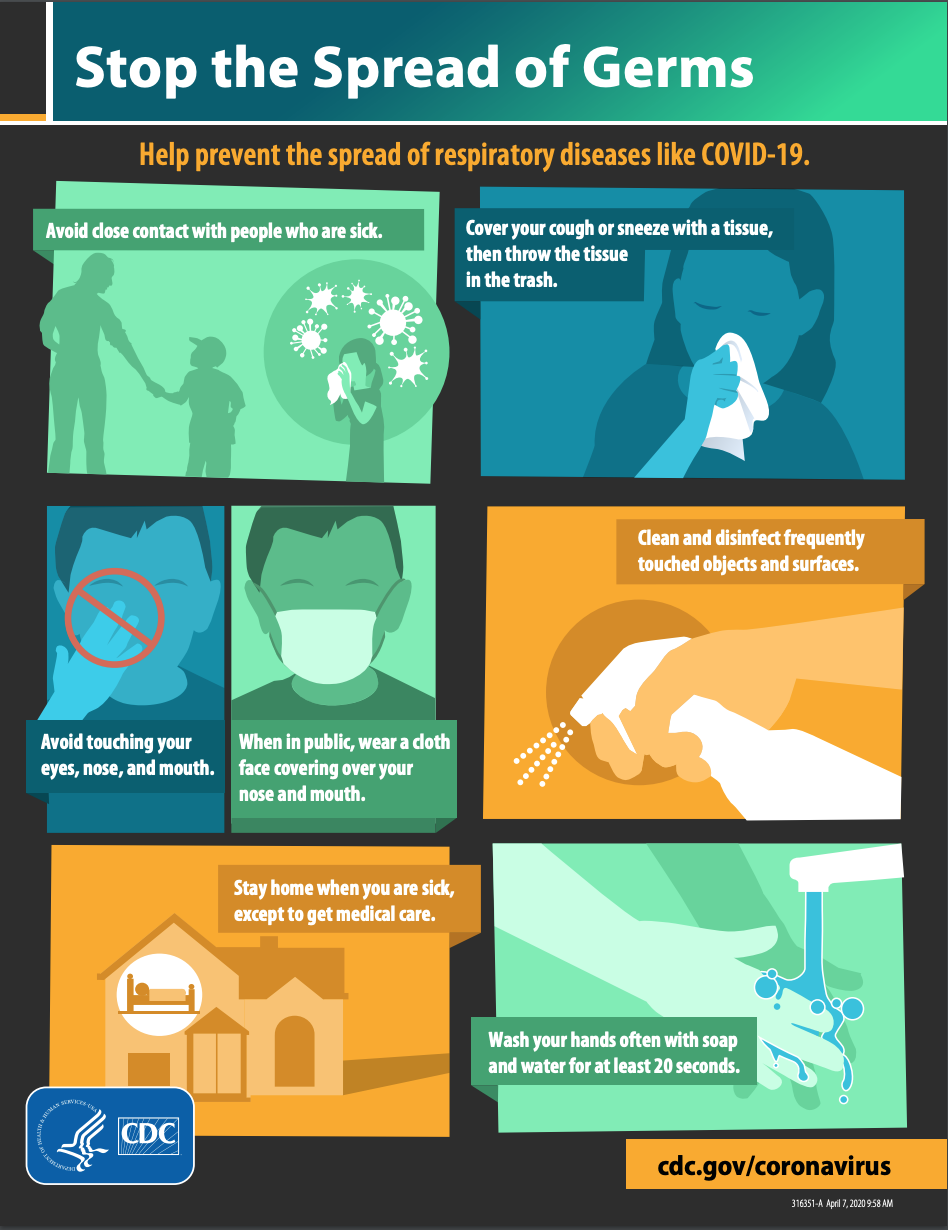 Stop the Spread of Germs
Help prevent the spread of respiratory diseases like COVID-19.
Avoid close contact with people who are sick.
Cover your cough or sneeze with a tissue,
then throw the tissue
in the trash.
Avoid touching your
eyes, nose, and mouth.
When in public, wear a cloth
face covering over your
nose and mouth.
Clean and disinfect frequently
touched objects and surfaces.
Stay home when you are sick,
except to get medical care.
Wash your hands often with soap
and water for at least 20 seconds.
DEPARTMENT OF HEALTH & HUMAN SERVICES • USA
CDC
cdc.gov/coronavirus
316351-A April 7, 2020 9:58 AM